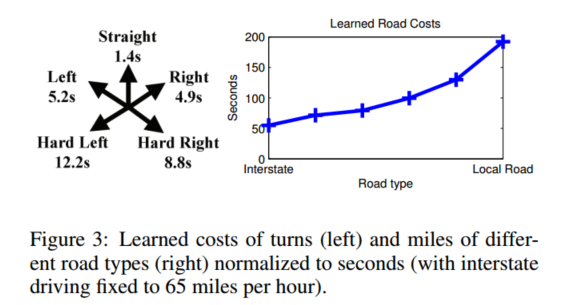 Straight
1.4s
Left
5.2s
Right
4.9s
Hard Left
12.2s
Hard Right
8.8s
Learned Road Costs
Seconds
200
150
100
50
0
Interstate
Local Road
Road type
Figure 3: Learned costs of turns (left) and miles of differ-
ent road types (right) normalized to seconds (with interstate
driving fixed to 65 miles per hour).